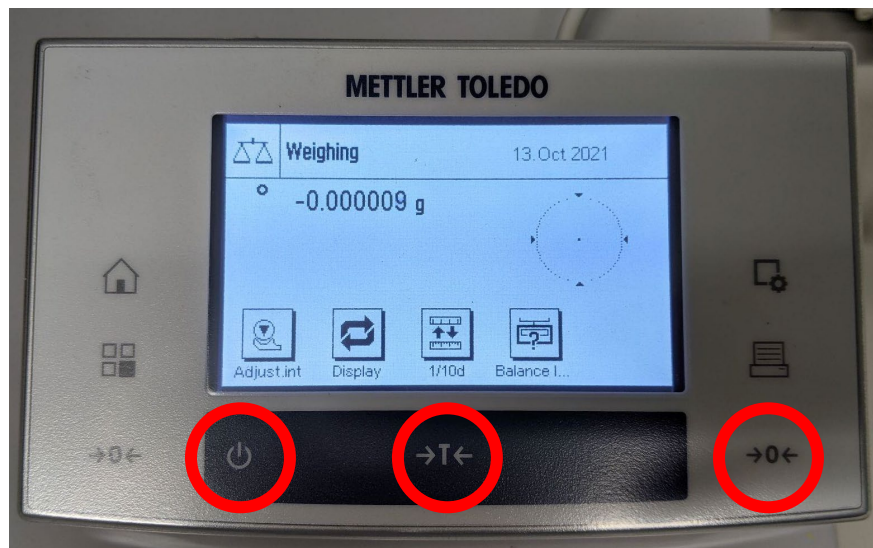 METTLER TOLEDO
Weighing 13.Oct 2021
° -0.000009 g
Adjust.int Display 1/10d Balance I...
→0← →T← →0←